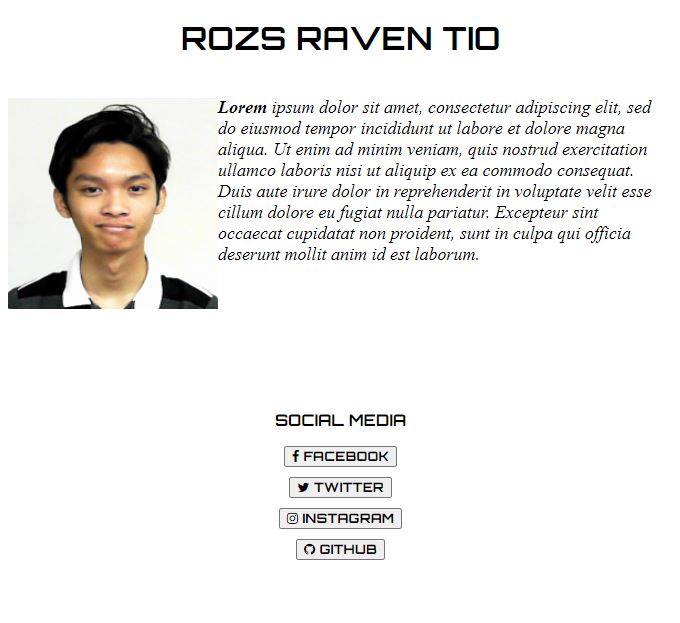 ROZS RAVEN TIO
Lorem ipsum dolor sit amet, consectetur adipiscing elit, sed
do eiusmod tempor incididunt ut labore et dolore magna
aliqua. Ut enim ad minim veniam, quis nostrud exercitation
ullamco laboris nisi ut aliquip ex ea commodo consequat.
Duis aute irure dolor in reprehenderit in voluptate velit esse
cillum dolore eu fugiat nulla pariatur. Excepteur sint
occaecat cupidatat non proident, sunt in culpa qui officia
deserunt mollit anim id est laborum.
SOCIAL MEDIA
FACEBOOK
TWITTER
INSTAGRAM
GITHUB